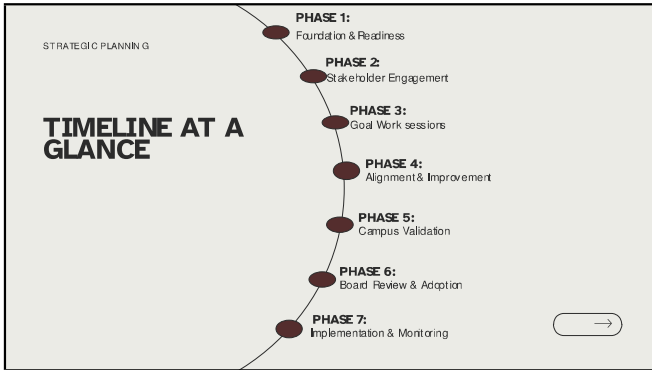 STRATEGIC PLANNING
TIMELINE AT A
GLANCE
PHASE 1:
Foundation & Readiness
PHASE 2:
Stakeholder Engagement
PHASE 3:
Goal Work sessions
PHASE 4:
Alignment & Improvement
PHASE 5:
Campus Validation
PHASE 6:
Board Review & Adoption
PHASE 7:
Implementation & Monitoring